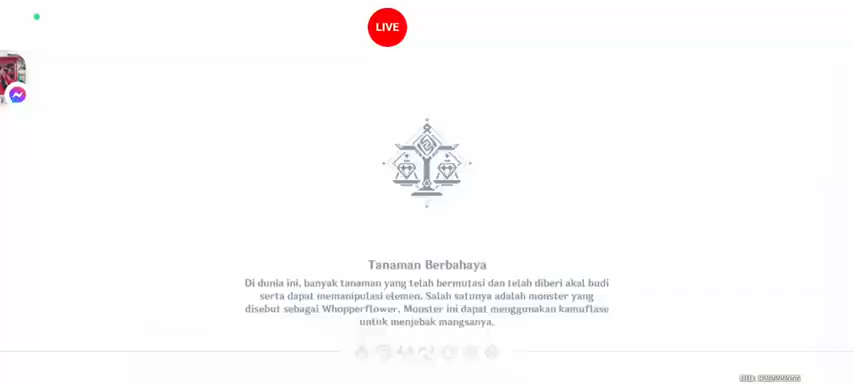 LIVE
Tanaman Berbahaya
Di dunia ini, banyak tanaman yang telah bermutasi dan telah diberi akal budi
serta dapat memanipulasi elemen. Salah satunya adalah monster yang
disebut sebagai Whopperflower. Monster ini dapat menggunakan kamuflase
untuk menjebak mangsanya.